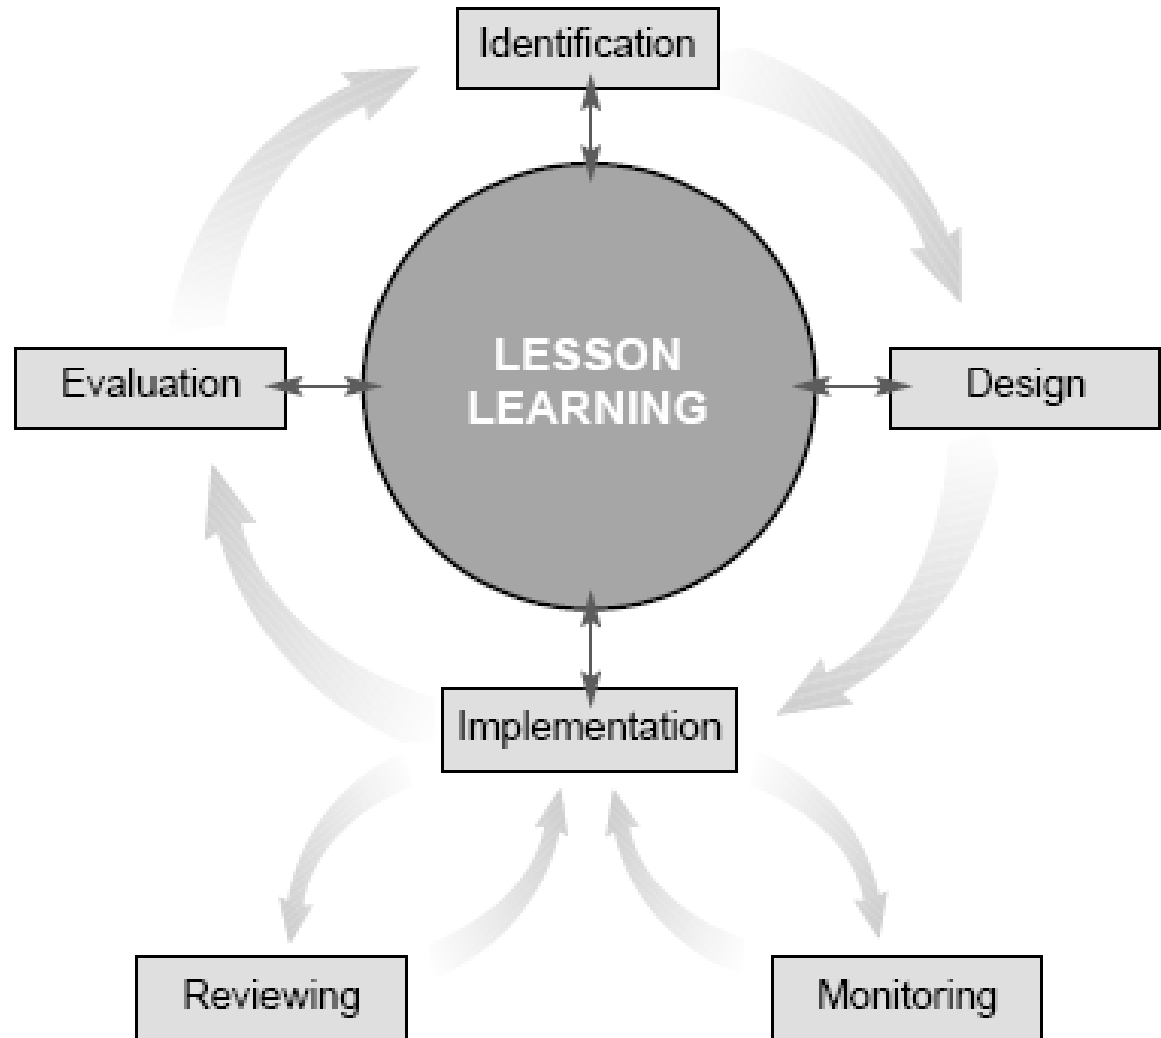 Identification
LESSON
LEARNING
Evaluation
Design
Implementation
Reviewing
Monitoring